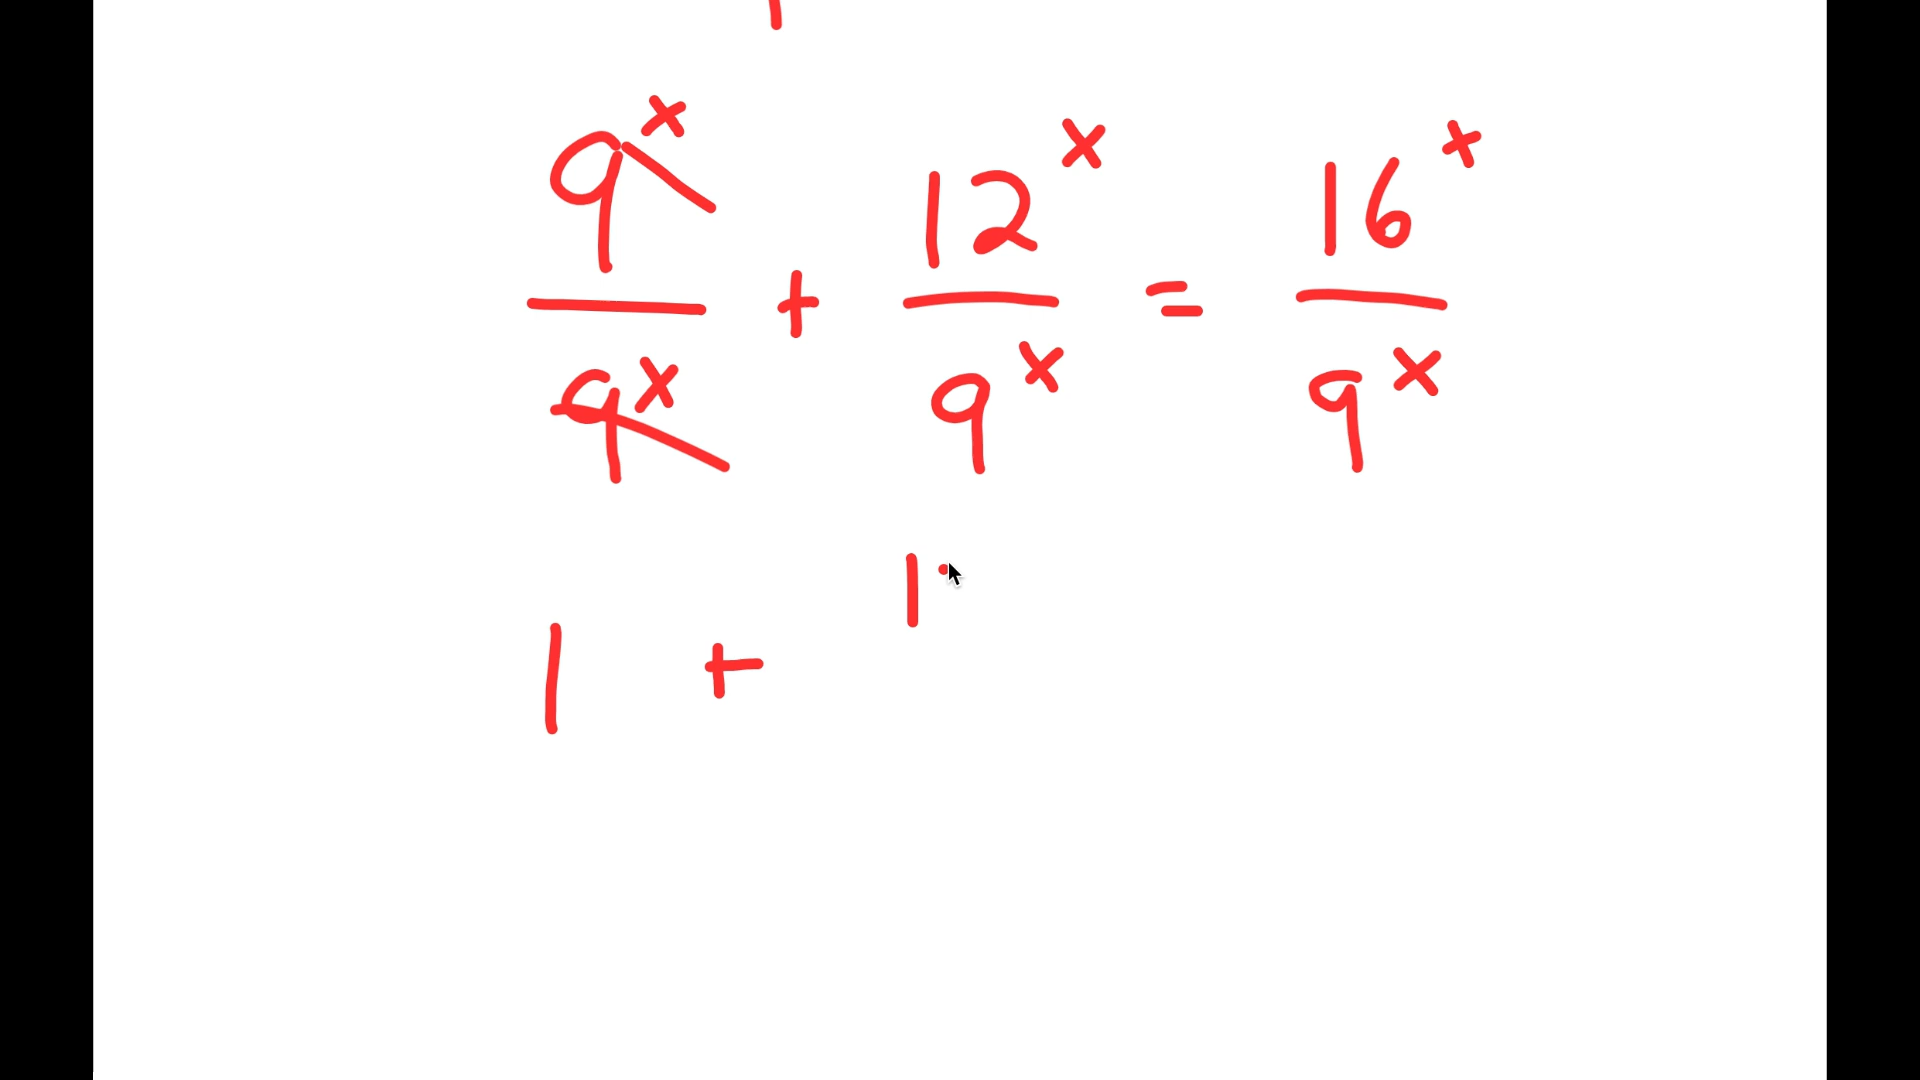 9^x/9^x + 12^x/9^x = 16^x/9^x
1 + 1